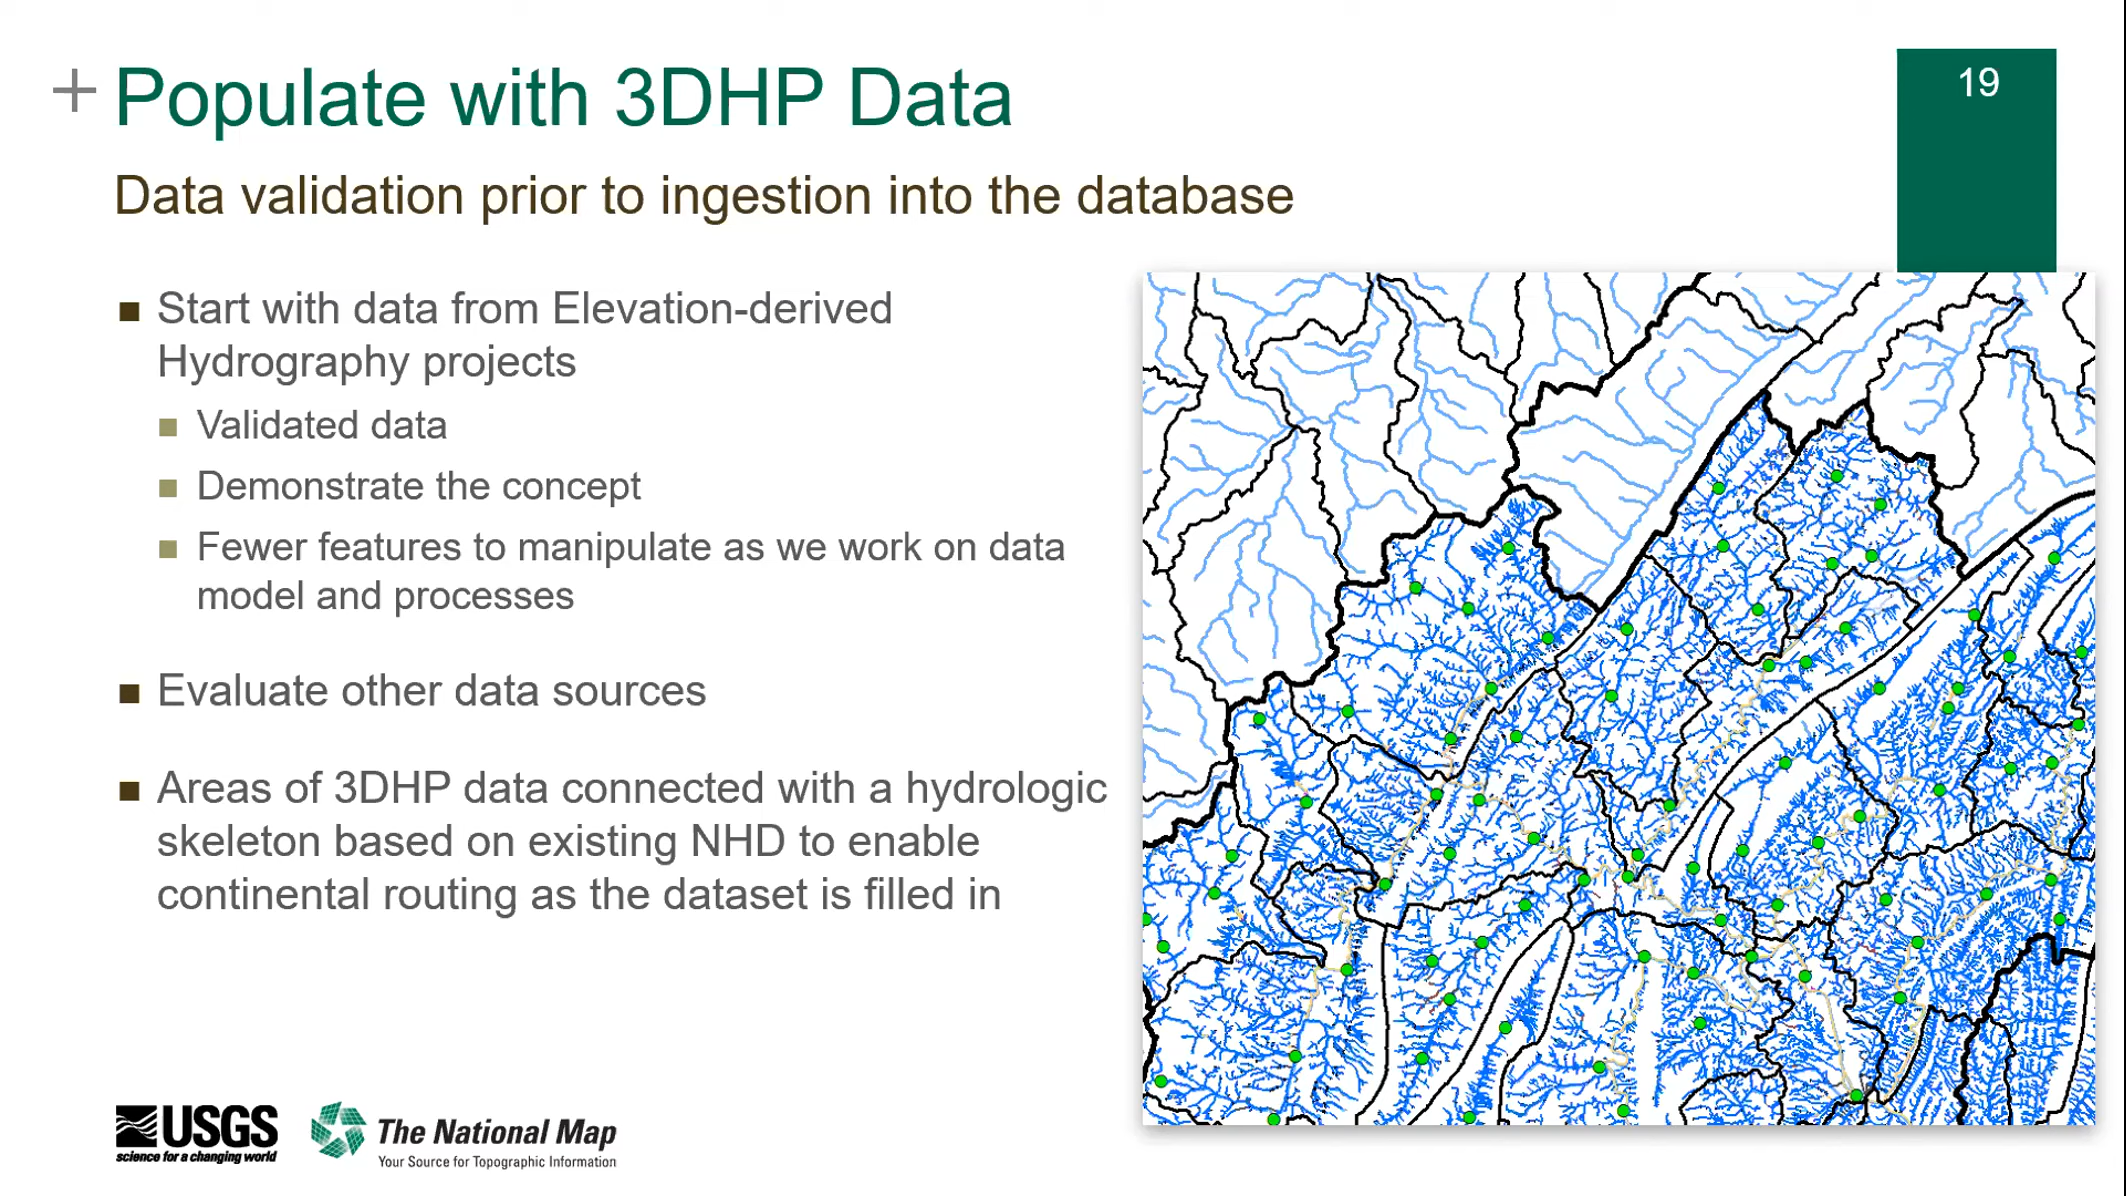 + Populate with 3DHP Data
19
Data validation prior to ingestion into the database
Start with data from Elevation-derived
Hydrography projects
Validated data
Demonstrate the concept
Fewer features to manipulate as we work on data
model and processes
Evaluate other data sources
Areas of 3DHP data connected with a hydrologic
skeleton based on existing NHD to enable
continental routing as the dataset is filled in
USGS
science for a changing world
The National Map
Your Source for Topographic Information